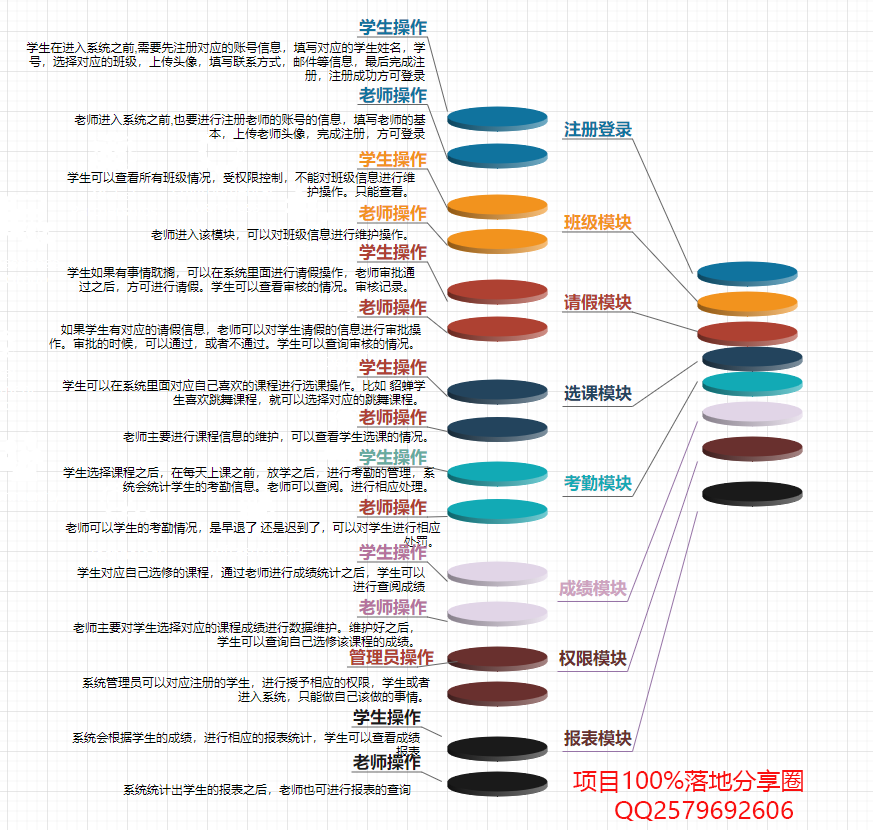 学生操作
学生在进入系统之前,需要先注册对应的账号信息，填写对应的学生姓名，学
号，选择对应的班级，上传头像，填写联系方式，邮件等信息，最后完成注
册，注册成功方可登录
老师操作
老师进入系统之前,也要进行注册老师的账号的信息，填写老师的基
本，上传老师头像，完成注册，方可登录
注册登录
学生操作
学生可以查看所有班级情况，受权限控制，不能对班级信息进行维
护操作。只能查看。
老师操作
老师进入该模块，可以对班级信息进行维护操作。
班级模块
学生操作
学生如果有事情耽搁，可以在系统里面进行请假操作，老师审批通
过之后，方可进行请假。学生可以查看审核的情况。审核记录。
请假模块
老师操作
如果学生有对应的请假信息，老师可以对学生请假的信息进行审批操
作。审批的时候，可以通过，或者不通过。学生可以查询审核的情况。
学生操作
学生可以在系统里面对应自己喜欢的课程进行选课操作。比如 貂蝉学
生喜欢跳舞课程，就可以选择对应的跳舞课程。
选课模块
老师操作
老师主要进行课程信息的维护，可以查看学生选课的情况。
学生操作
学生选择课程之后，在每天上课之前，放学之后，进行考勤的管理，系
统会统计学生的考勤信息。老师可以查阅。进行相应处理。
考勤模块
老师操作
老师可以学生的考勤情况，是早退了 还是迟到了，可以对学生进行相应
处罚。
学生操作
学生对应自己选修的课程，通过老师进行成绩统计之后，学生可以
进行查阅成绩
成绩模块
老师操作
老师主要对学生选择对应的课程成绩进行数据维护。维护好之后，
学生可以查询自己选修该课程的成绩。
管理员操作
权限模块
系统管理员可以对应注册的学生，进行授予相应的权限，学生或者
进入系统，只能做自己该做的事情。
学生操作
系统会根据学生的成绩，进行相应的报表统计，学生可以查看成绩
报表
报表模块
老师操作
系统统计出学生的报表之后，老师也可进行报表的查询
项目100%落地分享圈
QQ2579692606